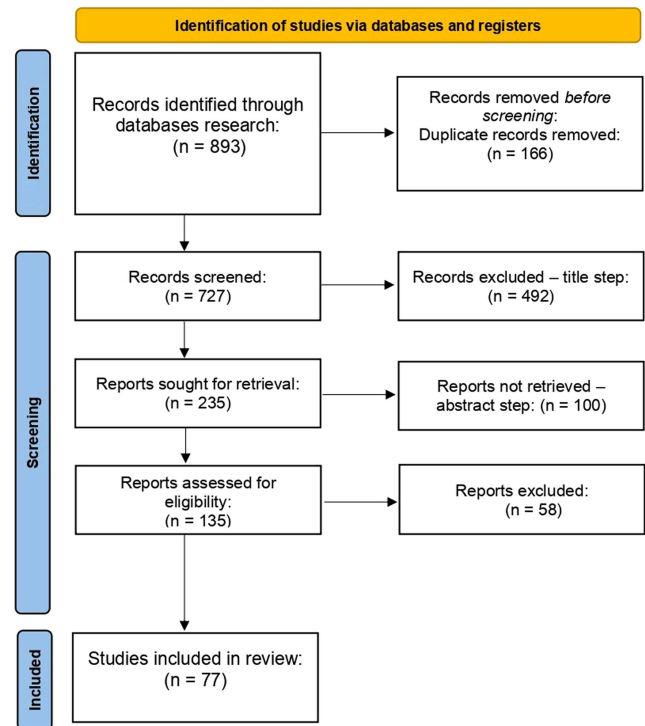 Identification of studies via databases and registers
Identification
Records identified through
databases research:
(n = 893)
Records removed before
screening:
Duplicate records removed:
(n = 166)
Screening
Records screened:
(n = 727)
Records excluded – title step:
(n = 492)
Reports sought for retrieval:
(n = 235)
Reports not retrieved –
abstract step: (n = 100)
Reports assessed for
eligibility:
(n = 135)
Reports excluded:
(n = 58)
Included
Studies included in review:
(n = 77)